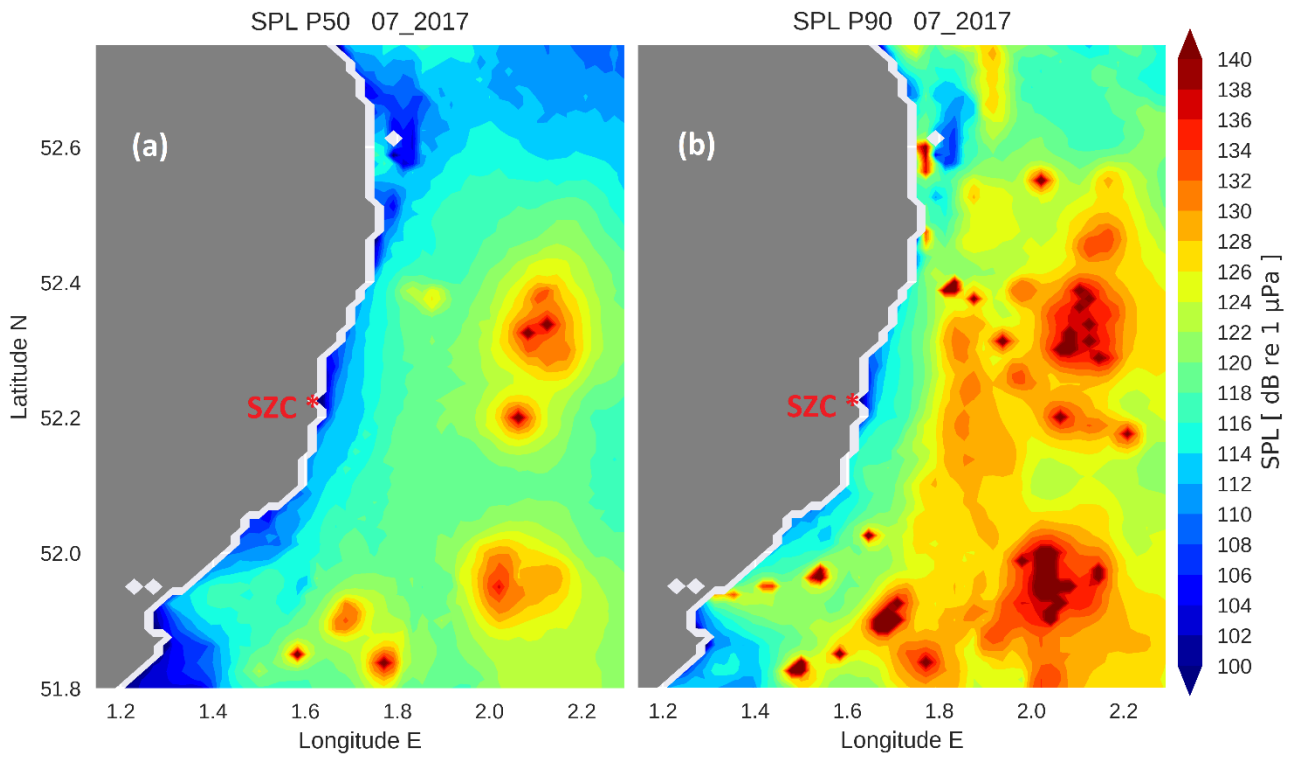 SPL P50 07_2017
SPL P90 07_2017
(a)
(b)
SZC *
SZC *
52.6
52.4
52.2
52.0
51.8
Latitude N
1.2 1.4 1.6 1.8 2.0 2.2
Longitude E
1.2 1.4 1.6 1.8 2.0 2.2
Longitude E
140
138
136
134
132
130
128
126
124
122
120
118
116
114
112
110
108
106
104
102
100
SPL [ dB re 1 µPa ]